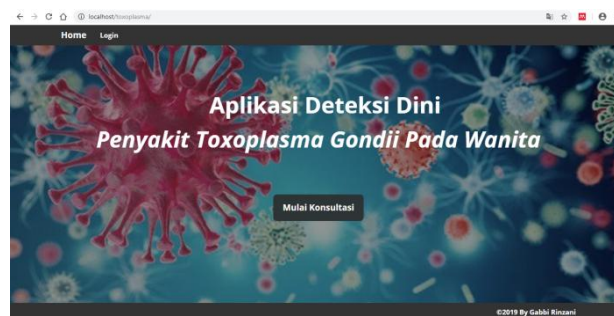 localhost/toxoplasma/
Home Login
Aplikasi Deteksi Dini
Penyakit Toxoplasma Gondii Pada Wanita
Mulai Konsultasi
©2019 By Gabbi Rinzani